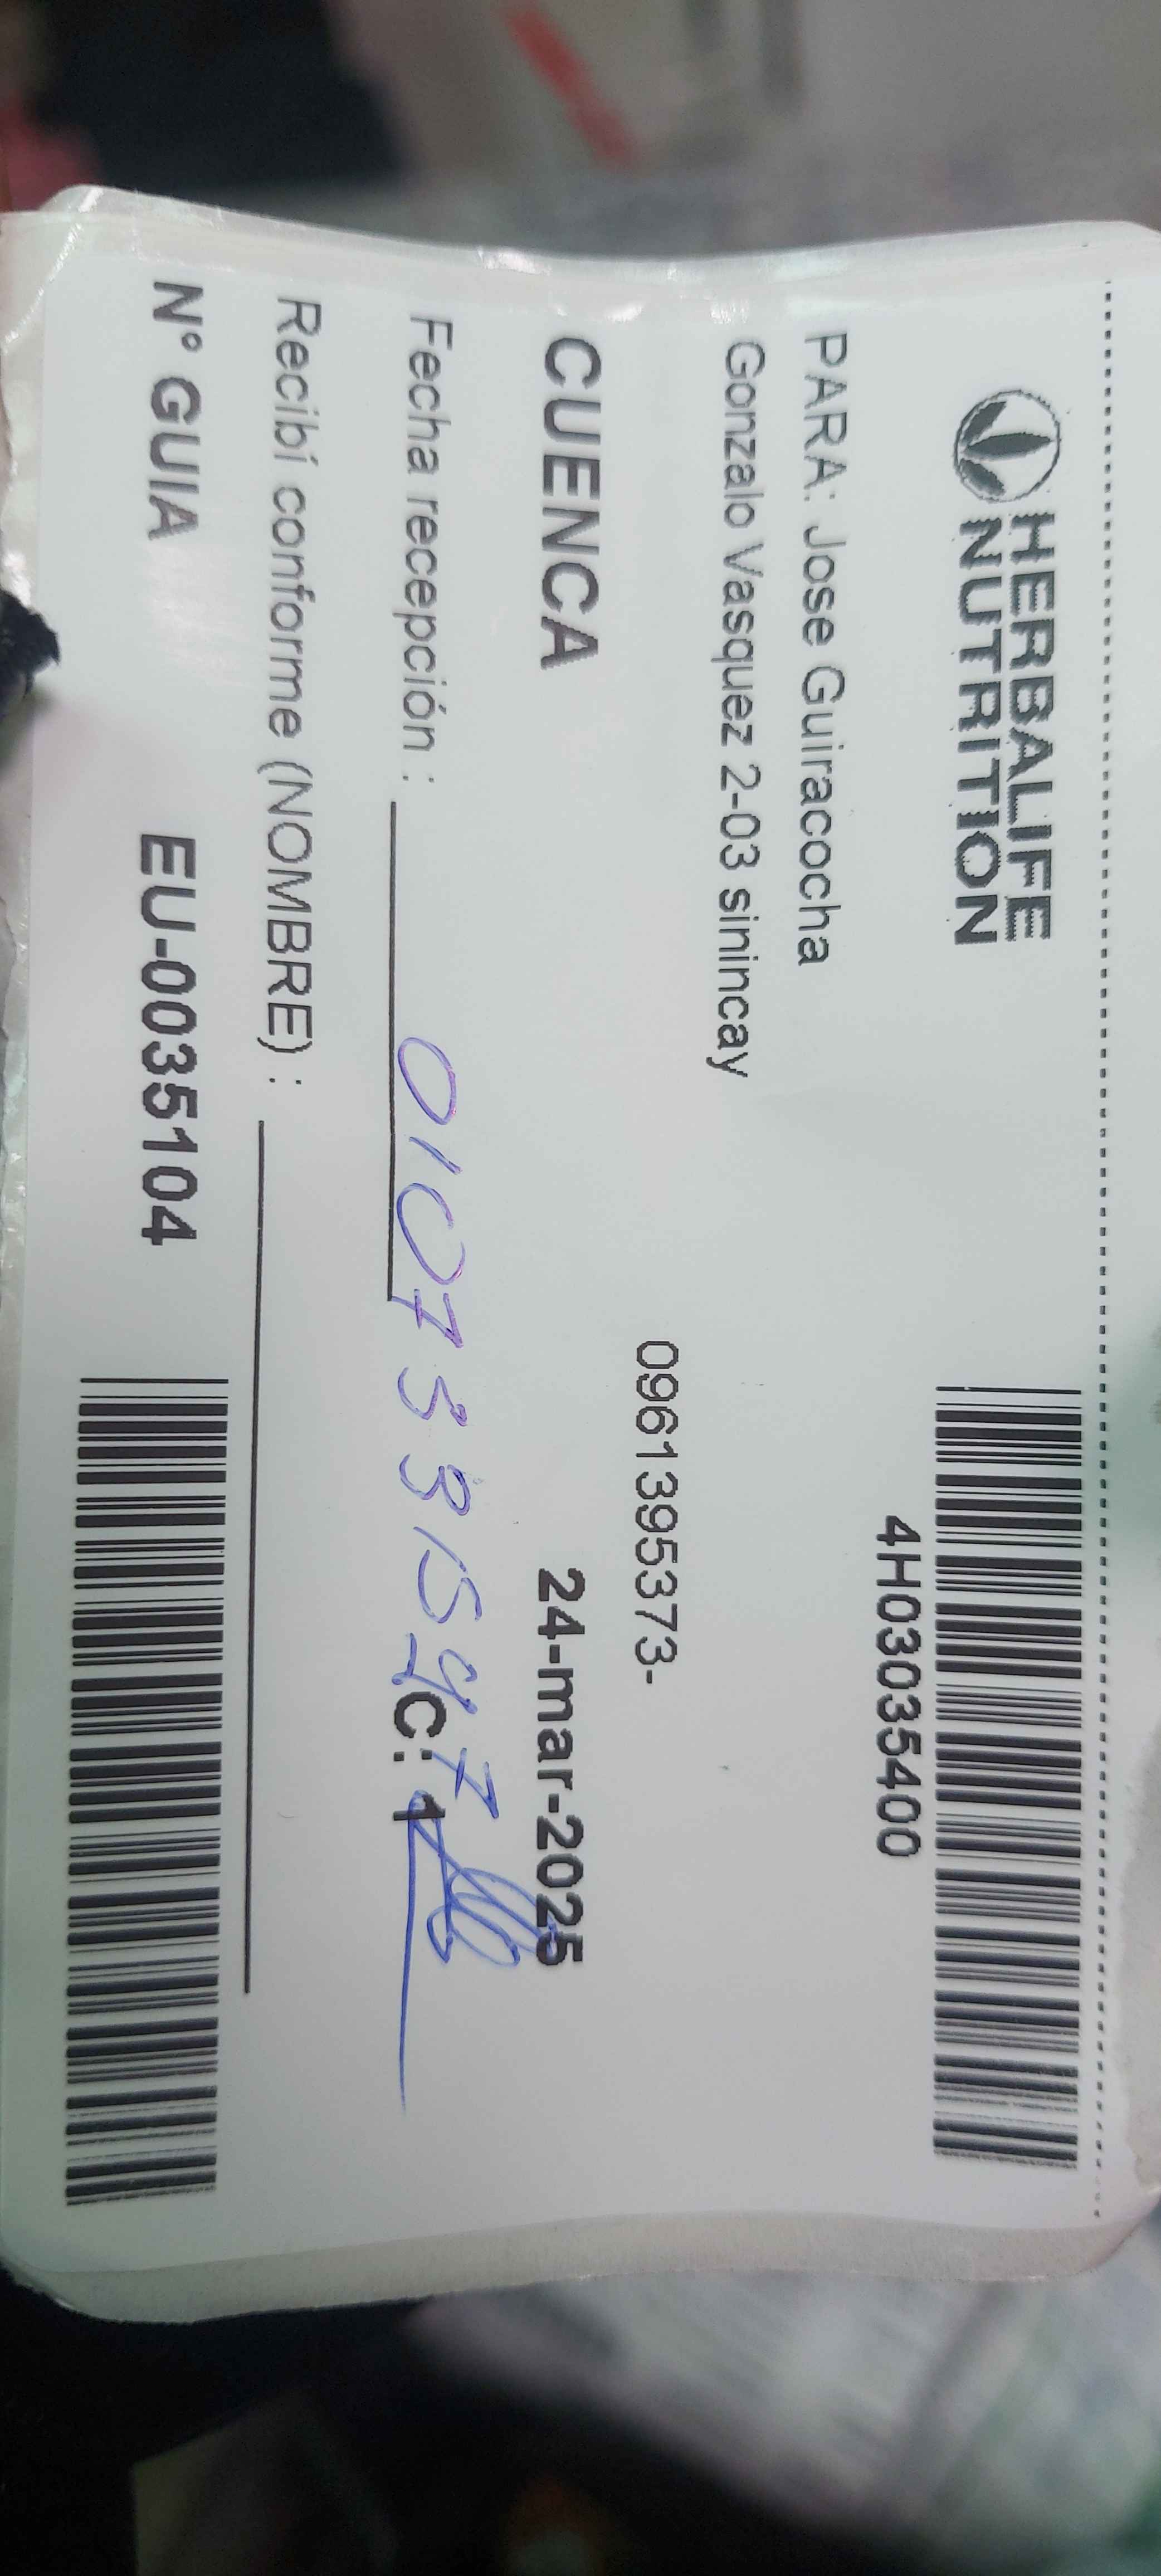 HERBALIFE
NUTRITION
4H03035400
PARA: Jose Guiracocha
Gonzalo Vasquez 2-03 sinincay
0961395373-
CUENCA 24-mar-2025
Fecha recepción : C: 1
Recibí conforme (NOMBRE) :
N° GUIA EU-0035104